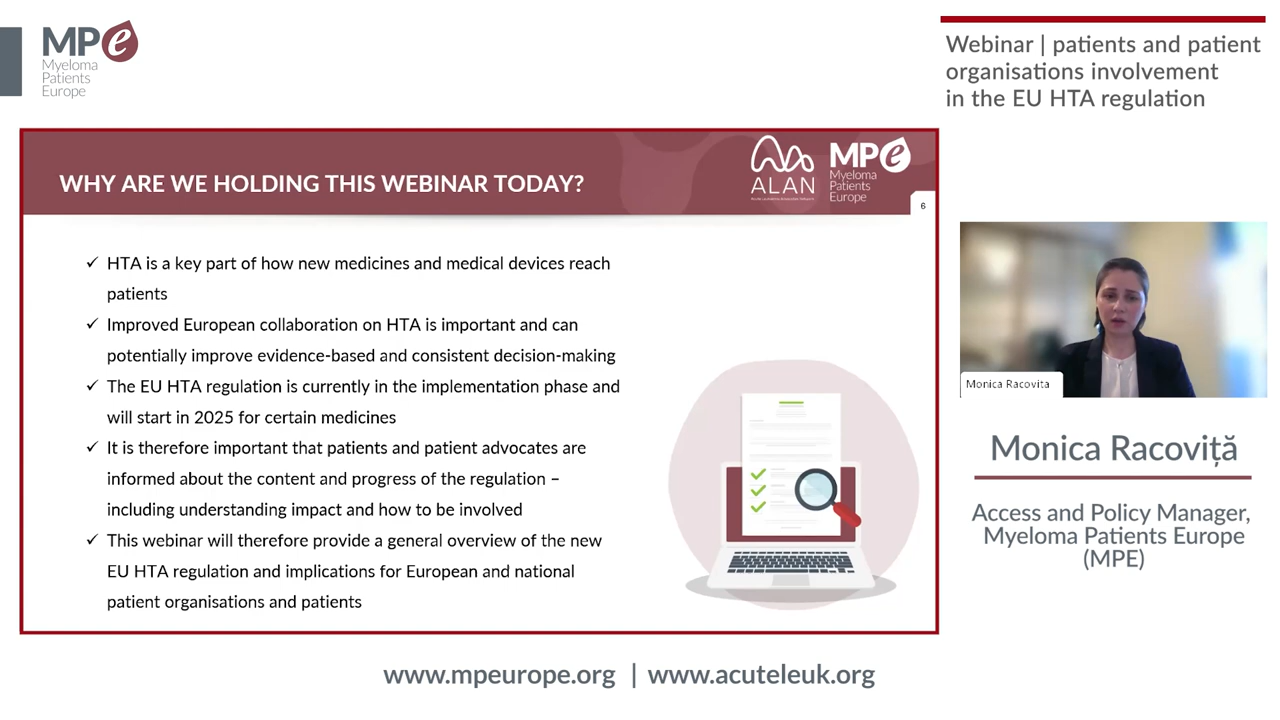 MPe
Myeloma
Patients
Europe
Webinar | patients and patient
organisations involvement
in the EU HTA regulation
WHY ARE WE HOLDING THIS WEBINAR TODAY?
ALAN
MPe
Myeloma
Patients
Europe
6
✓ HTA is a key part of how new medicines and medical devices reach
patients
✓ Improved European collaboration on HTA is important and can
potentially improve evidence-based and consistent decision-making
✓ The EU HTA regulation is currently in the implementation phase and
will start in 2025 for certain medicines
✓ It is therefore important that patients and patient advocates are
informed about the content and progress of the regulation –
including understanding impact and how to be involved
✓ This webinar will therefore provide a general overview of the new
EU HTA regulation and implications for European and national
patient organisations and patients
Monica Racovita
Monica Racoviță
Access and Policy Manager,
Myeloma Patients Europe
(MPE)
www.mpeurope.org | www.acuteleuk.org